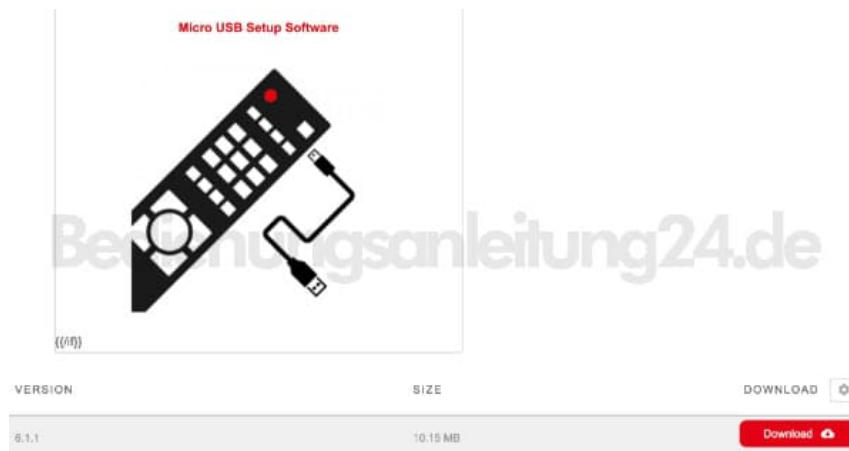 Micro USB Setup Software
Bedienungsanleitung24.de
{{/if}}
VERSION SIZE DOWNLOAD
6.1.1 10.15 MB Download